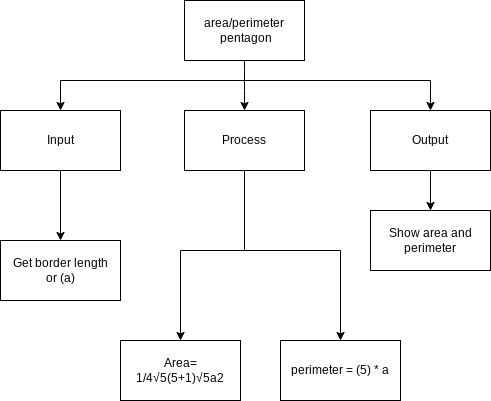 area/perimeter
pentagon
Input
Process
Output
Get border length
or (a)
Show area and
perimeter
Area=
1/4√5(5+1)√5a2
perimeter = (5) * a